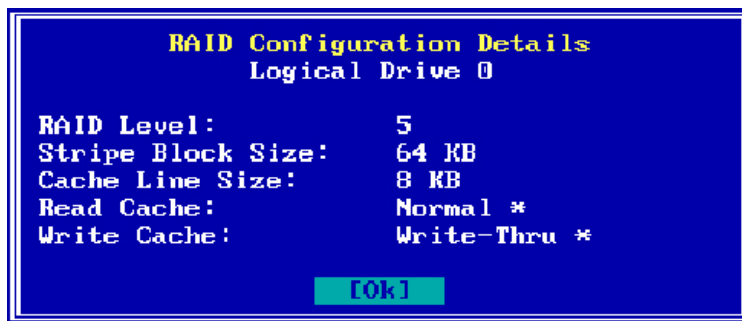 RAID Configuration Details
Logical Drive 0
RAID Level: 5
Stripe Block Size: 64 KB
Cache Line Size: 8 KB
Read Cache: Normal *
Write Cache: Write-Thru *
[Ok]